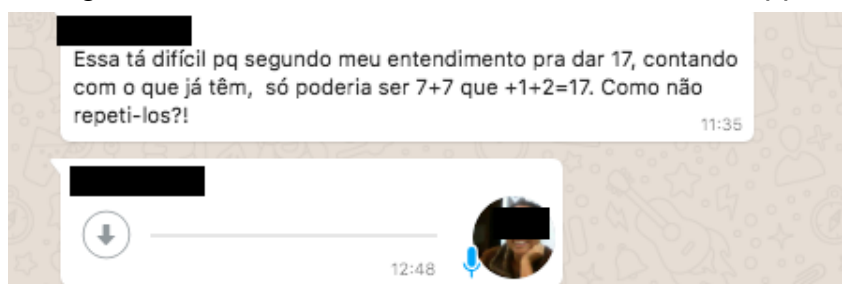 Essa tá difícil pq segundo meu entendimento pra dar 17, contando
com o que já têm, só poderia ser 7+7 que +1+2=17. Como não
repeti-los?!
11:35
12:48